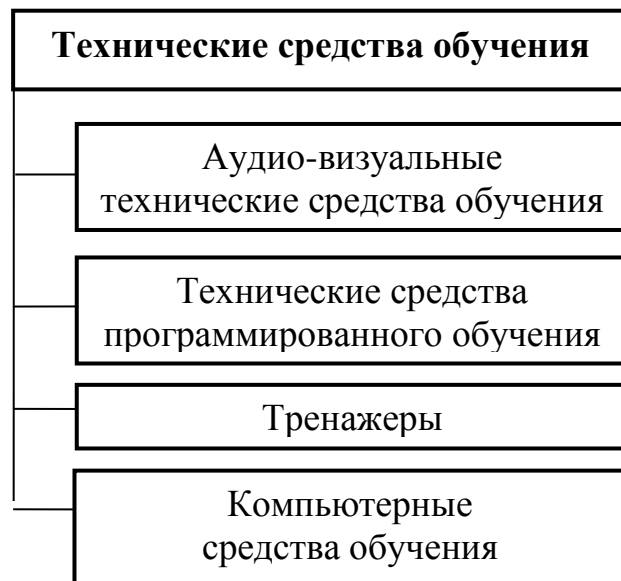 Технические средства обучения
Аудио-визуальные
технические средства обучения
Технические средства
программированного обучения
Тренажеры
Компьютерные
средства обучения